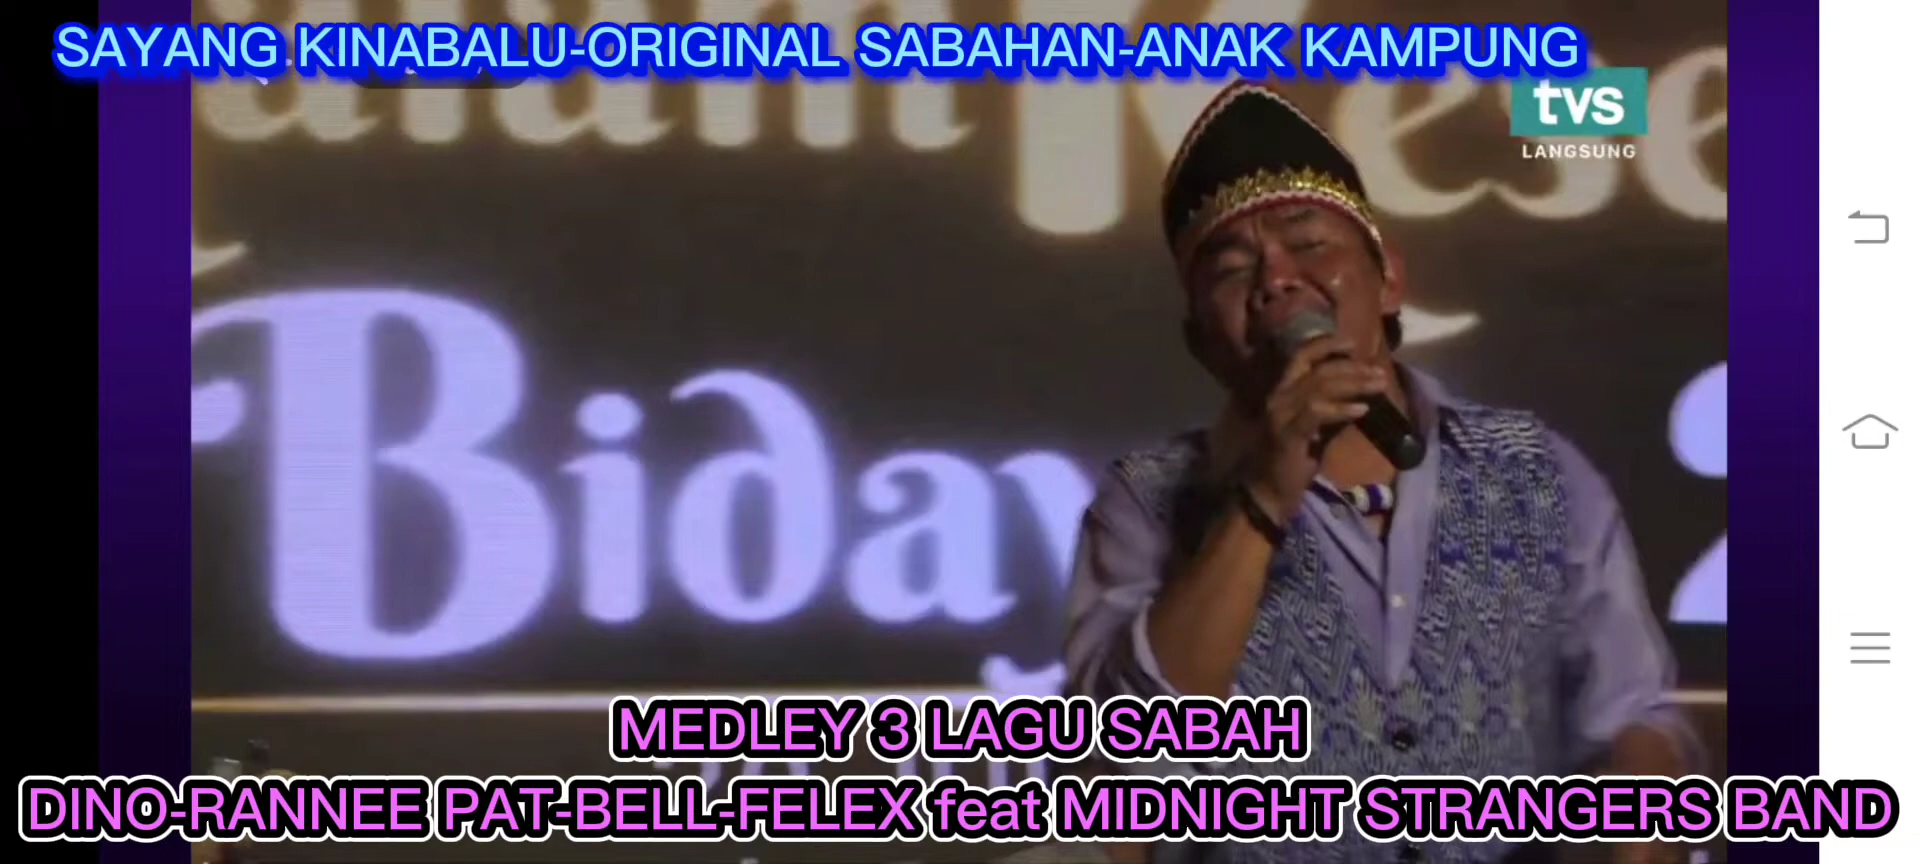 SAYANG KINABALU-ORIGINAL SABAHAN-ANAK KAMPUNG
tvs
LANGSUNG
Biday
2
MEDLEY 3 LAGU SABAH
DINO-RANNEE PAT-BELL-FELEX feat MIDNIGHT STRANGERS BAND